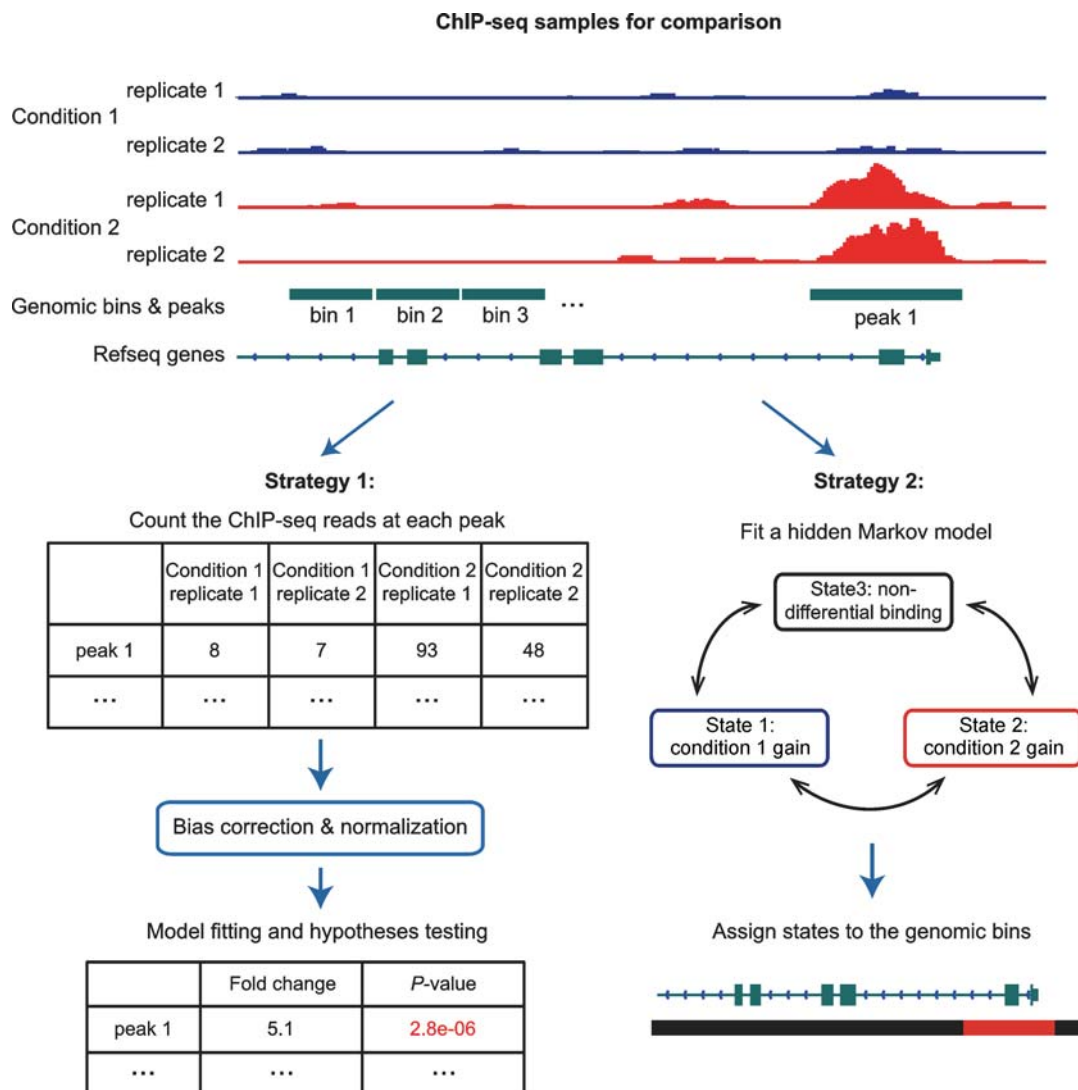 ChIP-seq samples for comparison
replicate 1
Condition 1
replicate 2
replicate 1
Condition 2
replicate 2
Genomic bins & peaks
bin 1 bin 2 bin 3 ... peak 1
Refseq genes
Strategy 1:
Count the ChIP-seq reads at each peak
Condition 1 Condition 1 Condition 2 Condition 2
replicate 1 replicate 2 replicate 1 replicate 2
peak 1 8 7 93 48
... ... ... ... ...
Bias correction & normalization
Model fitting and hypotheses testing
Fold change P-value
peak 1 5.1 2.8e-06
... ... ...
Strategy 2:
Fit a hidden Markov model
State3: non-
differential binding
State 1:
condition 1 gain
State 2:
condition 2 gain
Assign states to the genomic bins